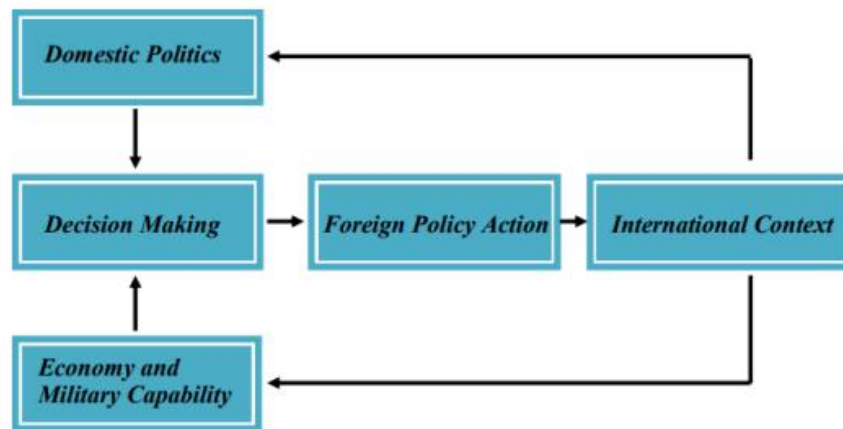 Domestic Politics
Decision Making
Foreign Policy Action
International Context
Economy and
Military Capability